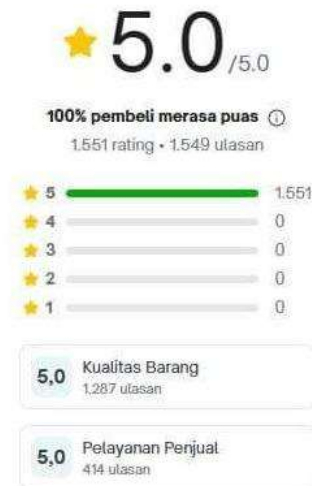 5.0/5.0
100% pembeli merasa puas
1.551 rating • 1.549 ulasan
5 1.551
4 0
3 0
2 0
1 0
5,0 Kualitas Barang
1.287 ulasan
5,0 Pelayanan Penjual
414 ulasan